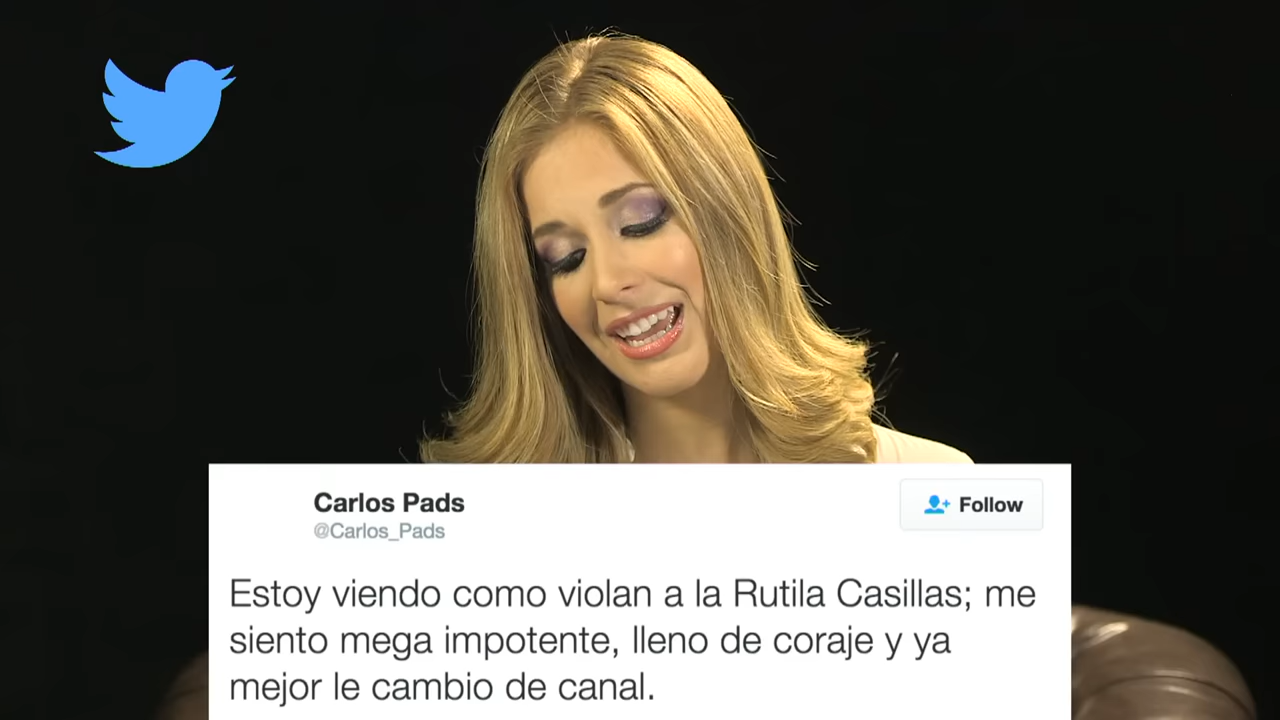 Carlos Pads
Follow
@Carlos_Pads
Estoy viendo como violan a la Rutila Casillas; me
siento mega impotente, lleno de coraje y ya
mejor le cambio de canal.